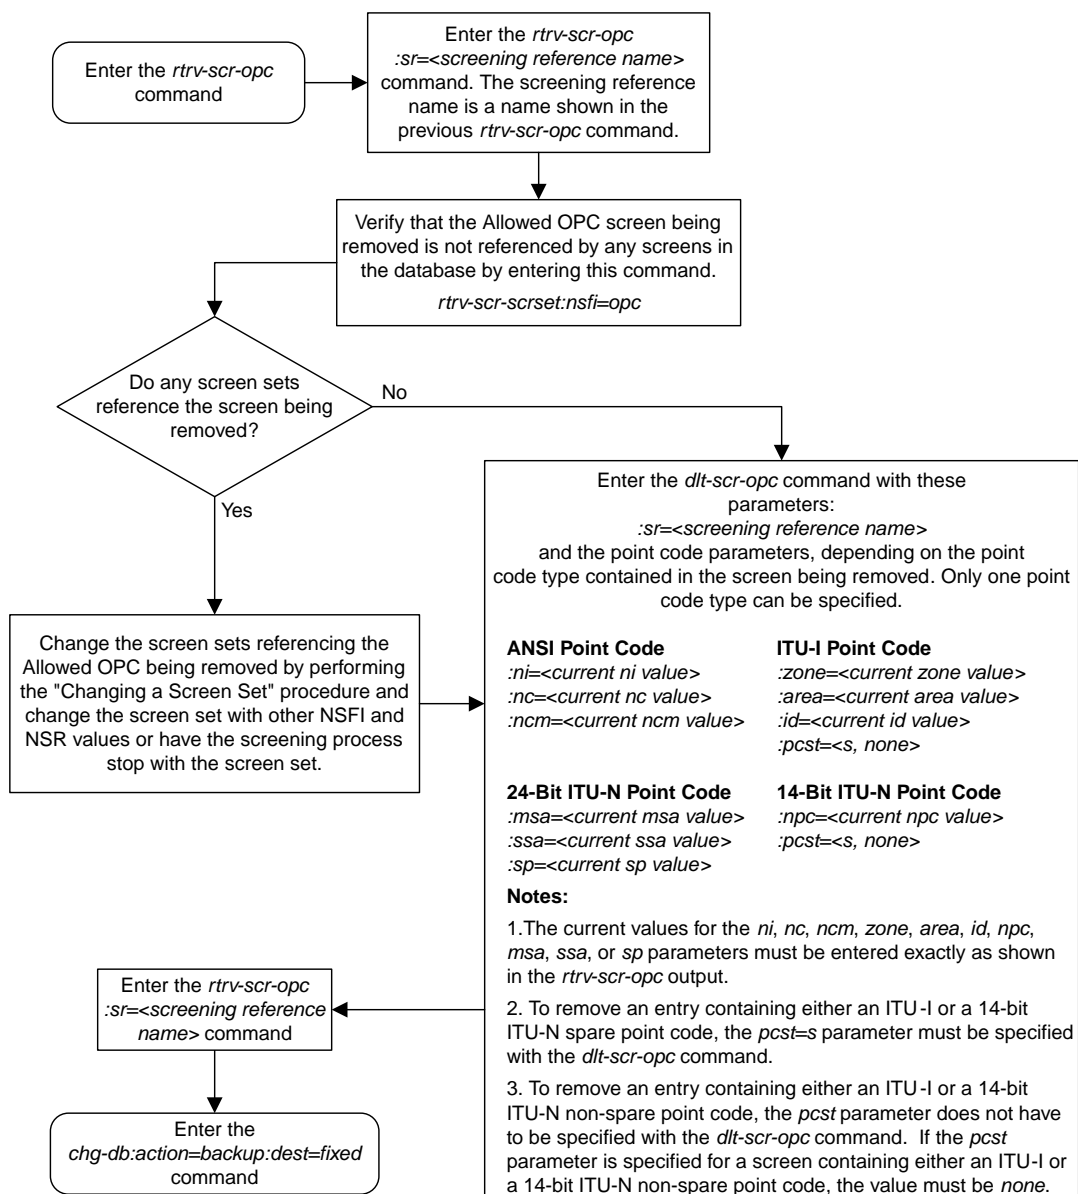 Enter the rtrv-scr-opc
command
Enter the rtrv-scr-opc
:sr=<screening reference name>
command. The screening reference
name is a name shown in the
previous rtrv-scr-opc command.
Verify that the Allowed OPC screen being
removed is not referenced by any screens in
the database by entering this command.
rtrv-scr-scrset:nsfi=opc
Do any screen sets
reference the screen being
removed?
No
Yes
Change the screen sets referencing the
Allowed OPC being removed by performing
the "Changing a Screen Set" procedure and
change the screen set with other NSFI and
NSR values or have the screening process
stop with the screen set.
Enter the dlt-scr-opc command with these
parameters:
:sr=<screening reference name>
and the point code parameters, depending on the point
code type contained in the screen being removed. Only one point
code type can be specified.
ANSI Point Code
:ni=<current ni value>
:nc=<current nc value>
:ncm=<current ncm value>
ITU-I Point Code
:zone=<current zone value>
:area=<current area value>
:id=<current id value>
:pcst=<s, none>
24-Bit ITU-N Point Code
:msa=<current msa value>
:ssa=<current ssa value>
:sp=<current sp value>
14-Bit ITU-N Point Code
:npc=<current npc value>
:pcst=<s, none>
Notes:
1.The current values for the ni, nc, ncm, zone, area, id, npc,
msa, ssa, or sp parameters must be entered exactly as shown
in the rtrv-scr-opc output.
2. To remove an entry containing either an ITU-I or a 14-bit
ITU-N spare point code, the pcst=s parameter must be specified
with the dlt-scr-opc command.
3. To remove an entry containing either an ITU-I or a 14-bit
ITU-N non-spare point code, the pcst parameter does not have
to be specified with the dlt-scr-opc command. If the pcst
parameter is specified for a screen containing either an ITU-I or
a 14-bit ITU-N non-spare point code, the value must be none.
Enter the rtrv-scr-opc
:sr=<screening reference
name> command
Enter the
chg-db:action=backup:dest=fixed
command